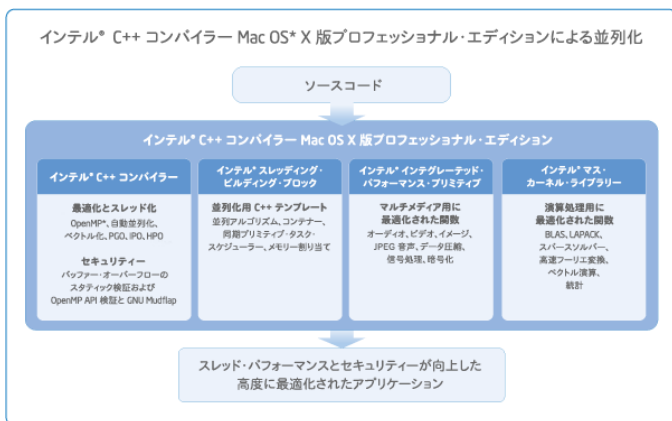 インテル® C++ コンパイラー Mac OS* X 版プロフェッショナル・エディションによる並列化
ソースコード
インテル® C++ コンパイラー Mac OS X 版プロフェッショナル・エディション
インテル® C++ コンパイラー
最適化とスレッド化
OpenMP*、自動並列化、
ベクトル化、PGO、IPO、HPO
セキュリティー
バッファー・オーバーフローの
スタティック検証および
OpenMP API 検証と GNU Mudflap
インテル® スレッディング・
ビルディング・ブロック
並列化用 C++ テンプレート
並列アルゴリズム、コンテナー、
同期プリミティブ・タスク・
スケジューラー、メモリー割り当て
インテル® インテグレーテッド・
パフォーマンス・プリミティブ
マルチメディア用に
最適化された関数
オーディオ、ビデオ、イメージ、
JPEG 音声、データ圧縮、
信号処理、暗号化
インテル® マス・
カーネル・ライブラリー
演算処理用に
最適化された関数
BLAS、LAPACK、
スパースソルバー、
高速フーリエ変換、
ベクトル演算、
統計
スレッド・パフォーマンスとセキュリティーが向上した
高度に最適化されたアプリケーション